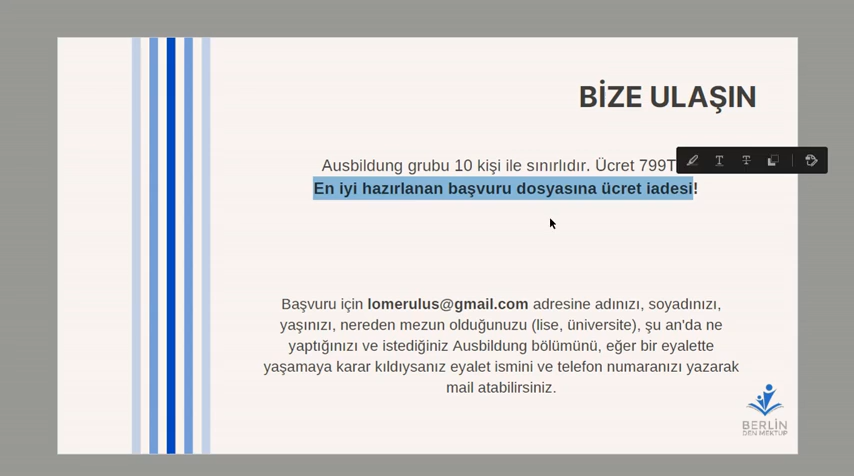 BİZE ULAŞIN
Ausbildung grubu 10 kişi ile sınırlıdır. Ücret 799T
En iyi hazırlanan başvuru dosyasına ücret iadesi!
Başvuru için lomerulus@gmail.com adresine adınızı, soyadınızı,
yaşınızı, nereden mezun olduğunuzu (lise, üniversite), şu an'da ne
yaptığınızı ve istediğiniz Ausbildung bölümünü, eğer bir eyalette
yaşamaya karar kıldıysanız eyalet ismini ve telefon numaranızı yazarak
mail atabilirsiniz.
BERLİN
DEN MEKTUP